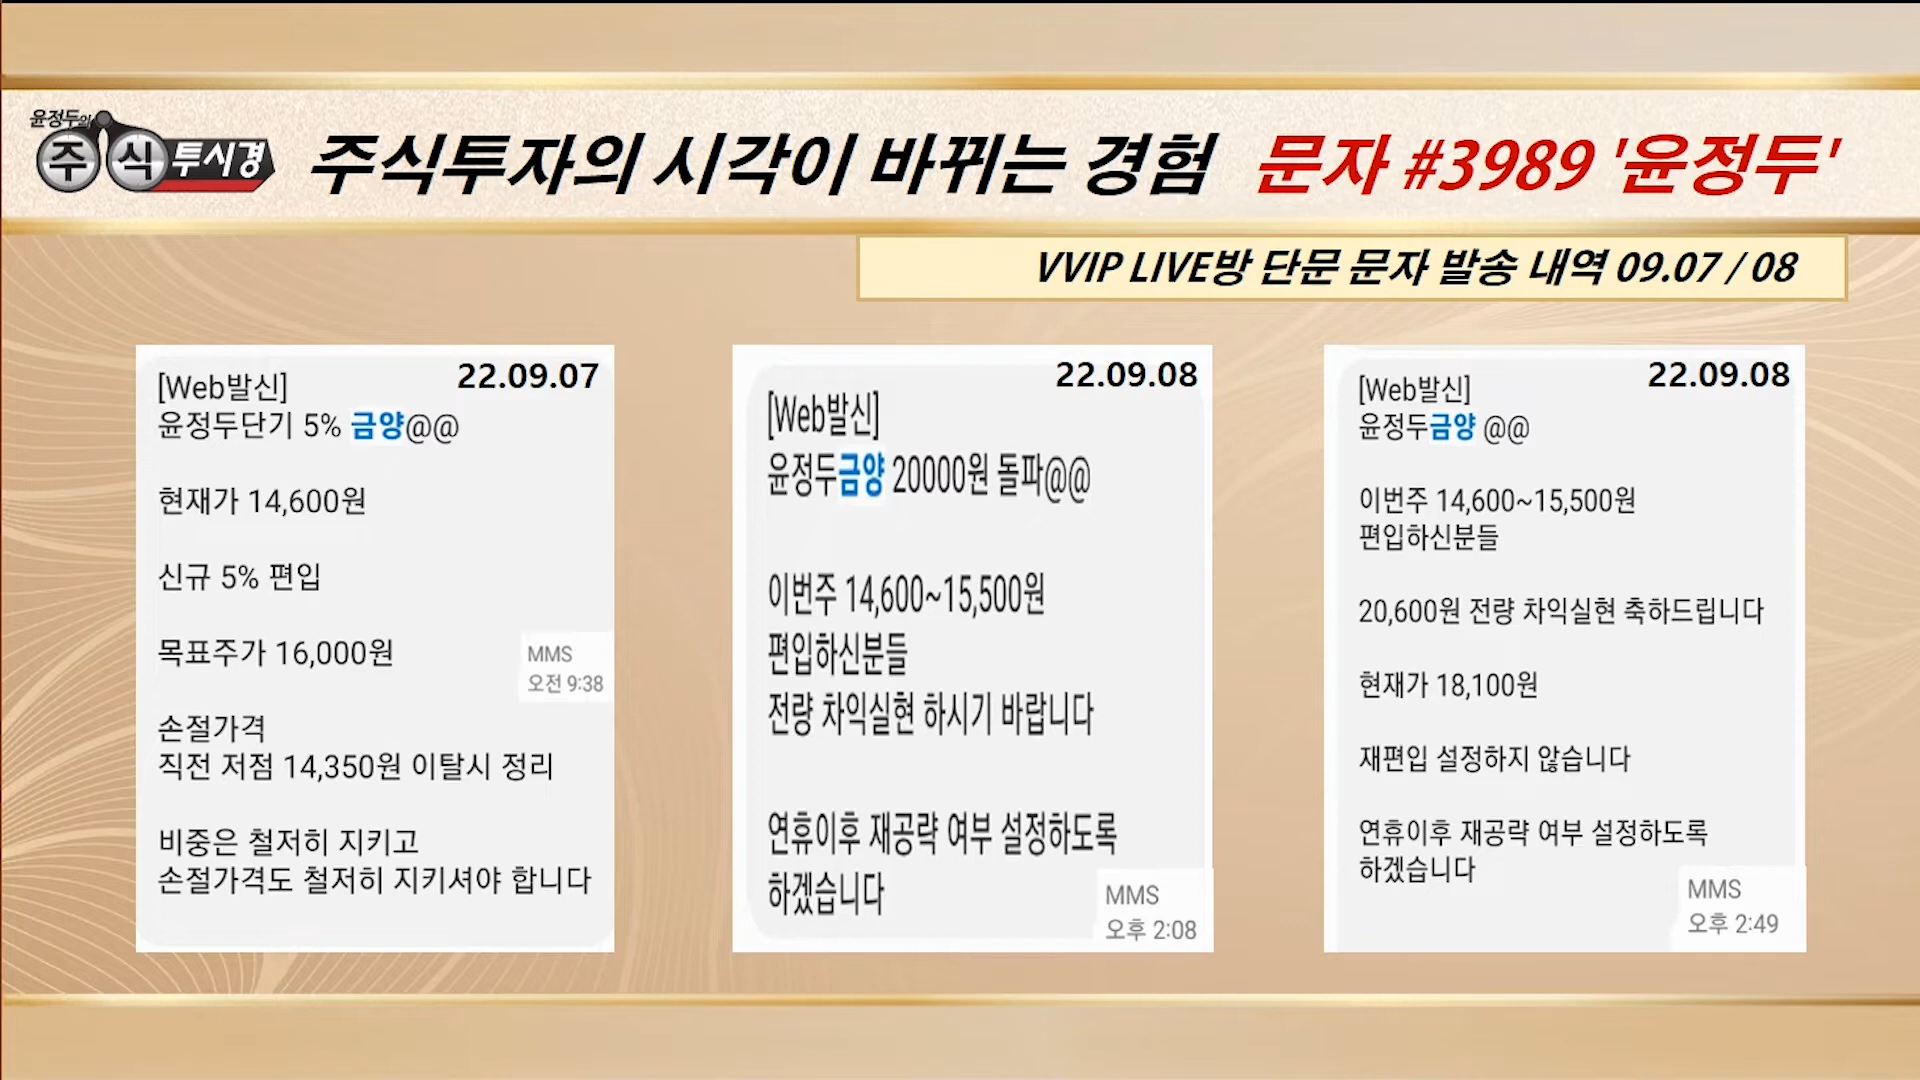 윤정두의
주식투시경
주식투자의 시각이 바뀌는 경험 문자 #3989 '윤정두'
VVIP LIVE방 단문 문자 발송 내역 09.07 / 08
22.09.07
[Web발신]
윤정두단기 5% 금양@@
현재가 14,600원
신규 5% 편입
목표주가 16,000원
MMS
오전 9:38
손절가격
직전 저점 14,350원 이탈시 정리
비중은 철저히 지키고
손절가격도 철저히 지키셔야 합니다
22.09.08
[Web발신]
윤정두금양 20000원 돌파@@
이번주 14,600~15,500원
편입하신분들
전량 차익실현 하시기 바랍니다
연휴이후 재공략 여부 설정하도록
하겠습니다
MMS
오후 2:08
22.09.08
[Web발신]
윤정두금양 @@
이번주 14,600~15,500원
편입하신분들
20,600원 전량 차익실현 축하드립니다
현재가 18,100원
재편입 설정하지 않습니다
연휴이후 재공략 여부 설정하도록
하겠습니다
MMS
오후 2:49